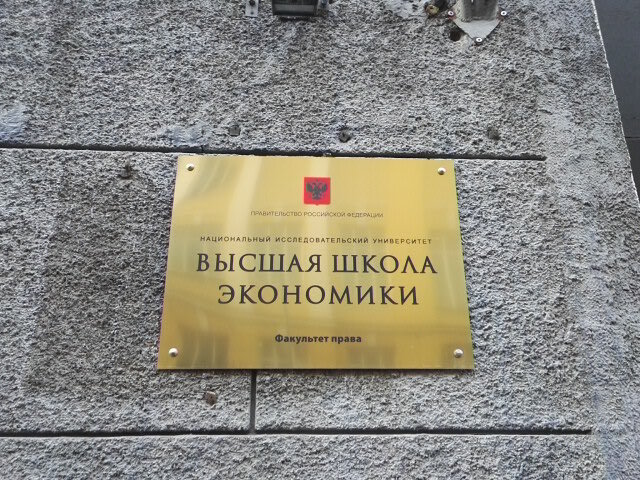 ПРАВИТЕЛЬСТВО РОССИЙСКОЙ ФЕДЕРАЦИИ
НАЦИОНАЛЬНЫЙ ИССЛЕДОВАТЕЛЬСКИЙ УНИВЕРСИТЕТ
ВЫСШАЯ ШКОЛА
ЭКОНОМИКИ
Факультет права